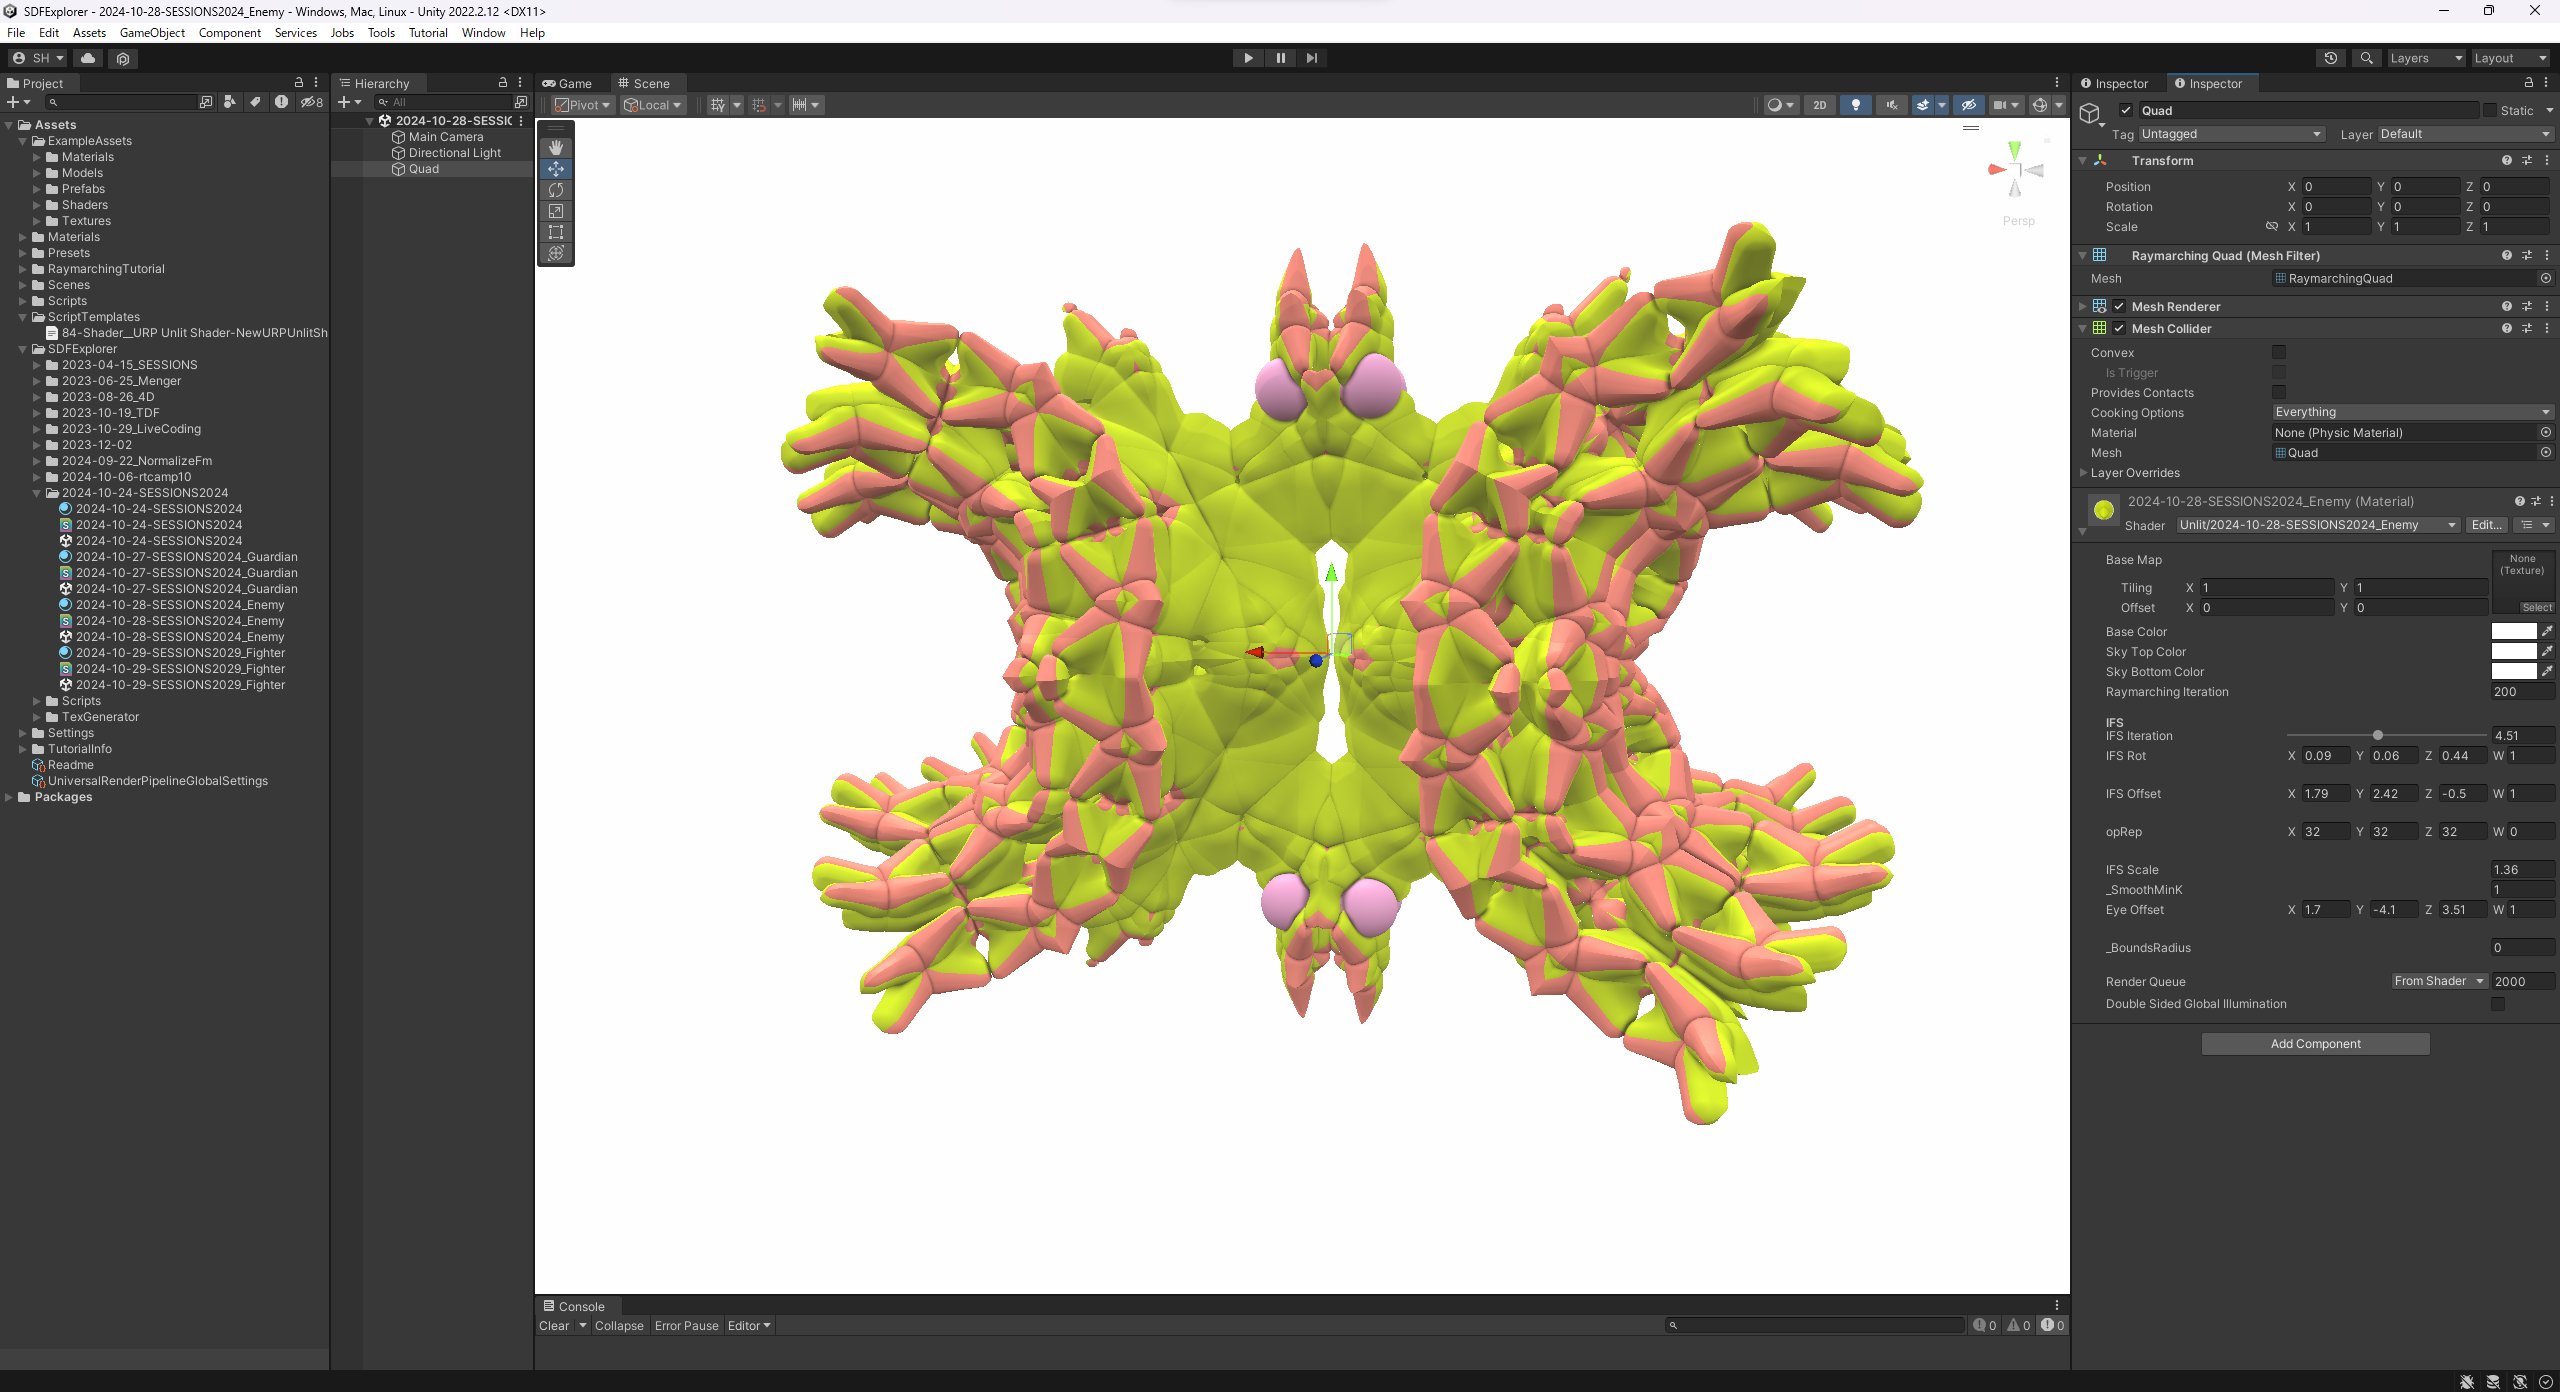 SDFExplorer - 2024-10-28-SESSIONS2024_Enemy - Windows, Mac, Linux - Unity 2022.2.12 <DX11>
File Edit Assets GameObject Component Services Jobs Tools Tutorial Window Help
SH
Layers Layout
Project
8
Assets
ExampleAssets
Materials
Models
Prefabs
Shaders
Textures
Materials
Presets
RaymarchingTutorial
Scenes
Scripts
ScriptTemplates
84-Shader__URP Unlit Shader-NewURPUnlitSh
SDFExplorer
2023-04-15_SESSIONS
2023-06-25_Menger
2023-08-26_4D
2023-10-19_TDF
2023-10-29_LiveCoding
2023-12-02
2024-09-22_NormalizeFm
2024-10-06-rtcamp10
2024-10-24-SESSIONS2024
2024-10-24-SESSIONS2024
2024-10-24-SESSIONS2024
2024-10-24-SESSIONS2024
2024-10-27-SESSIONS2024_Guardian
2024-10-27-SESSIONS2024_Guardian
2024-10-27-SESSIONS2024_Guardian
2024-10-28-SESSIONS2024_Enemy
2024-10-28-SESSIONS2024_Enemy
2024-10-28-SESSIONS2024_Enemy
2024-10-29-SESSIONS2029_Fighter
2024-10-29-SESSIONS2029_Fighter
2024-10-29-SESSIONS2029_Fighter
Scripts
TexGenerator
Settings
TutorialInfo
Readme
UniversalRenderPipelineGlobalSettings
Packages
Hierarchy
All
2024-10-28-SESSIC
Main Camera
Directional Light
Quad
Game Scene
Pivot Local 2D
Persp
Console
Clear Collapse Error Pause Editor 0 0 0
Inspector Inspector
Quad Static
Tag Untagged Layer Default
Transform
Position X 0 Y 0 Z 0
Rotation X 0 Y 0 Z 0
Scale X 1 Y 1 Z 1
Raymarching Quad (Mesh Filter)
Mesh RaymarchingQuad
Mesh Renderer
Mesh Collider
Convex
Is Trigger
Provides Contacts
Cooking Options Everything
Material None (Physic Material)
Mesh Quad
Layer Overrides
2024-10-28-SESSIONS2024_Enemy (Material)
Shader Unlit/2024-10-28-SESSIONS2024_Enemy Edit...
Base Map None (Texture)
Tiling X 1 Y 1
Offset X 0 Y 0 Select
Base Color
Sky Top Color
Sky Bottom Color
Raymarching Iteration 200
IFS
IFS Iteration 4.51
IFS Rot X 0.09 Y 0.06 Z 0.44 W 1
IFS Offset X 1.79 Y 2.42 Z -0.5 W 1
opRep X 32 Y 32 Z 32 W 0
IFS Scale 1.36
_SmoothMinK 1
Eye Offset X 1.7 Y -4.1 Z 3.51 W 1
_BoundsRadius 0
Render Queue From Shader 2000
Double Sided Global Illumination
Add Component